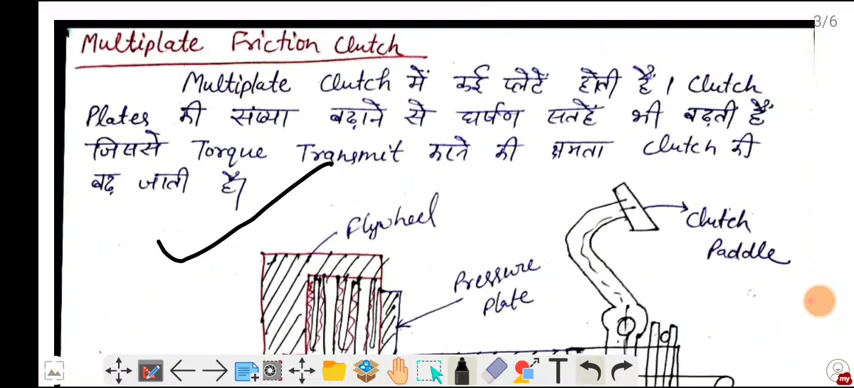 3/6
Multiplate Friction Clutch
Multiplate Clutch में कई प्लेटें होती हैं। Clutch
Plates की संख्या बढ़ाने से घर्षण सतहें भी बढ़ती हैं
जिससे Torque Transmit करने की क्षमता Clutch की
बढ़ जाती है।
Flywheel
Clutch
Paddle
Pressure
Plate
T
my